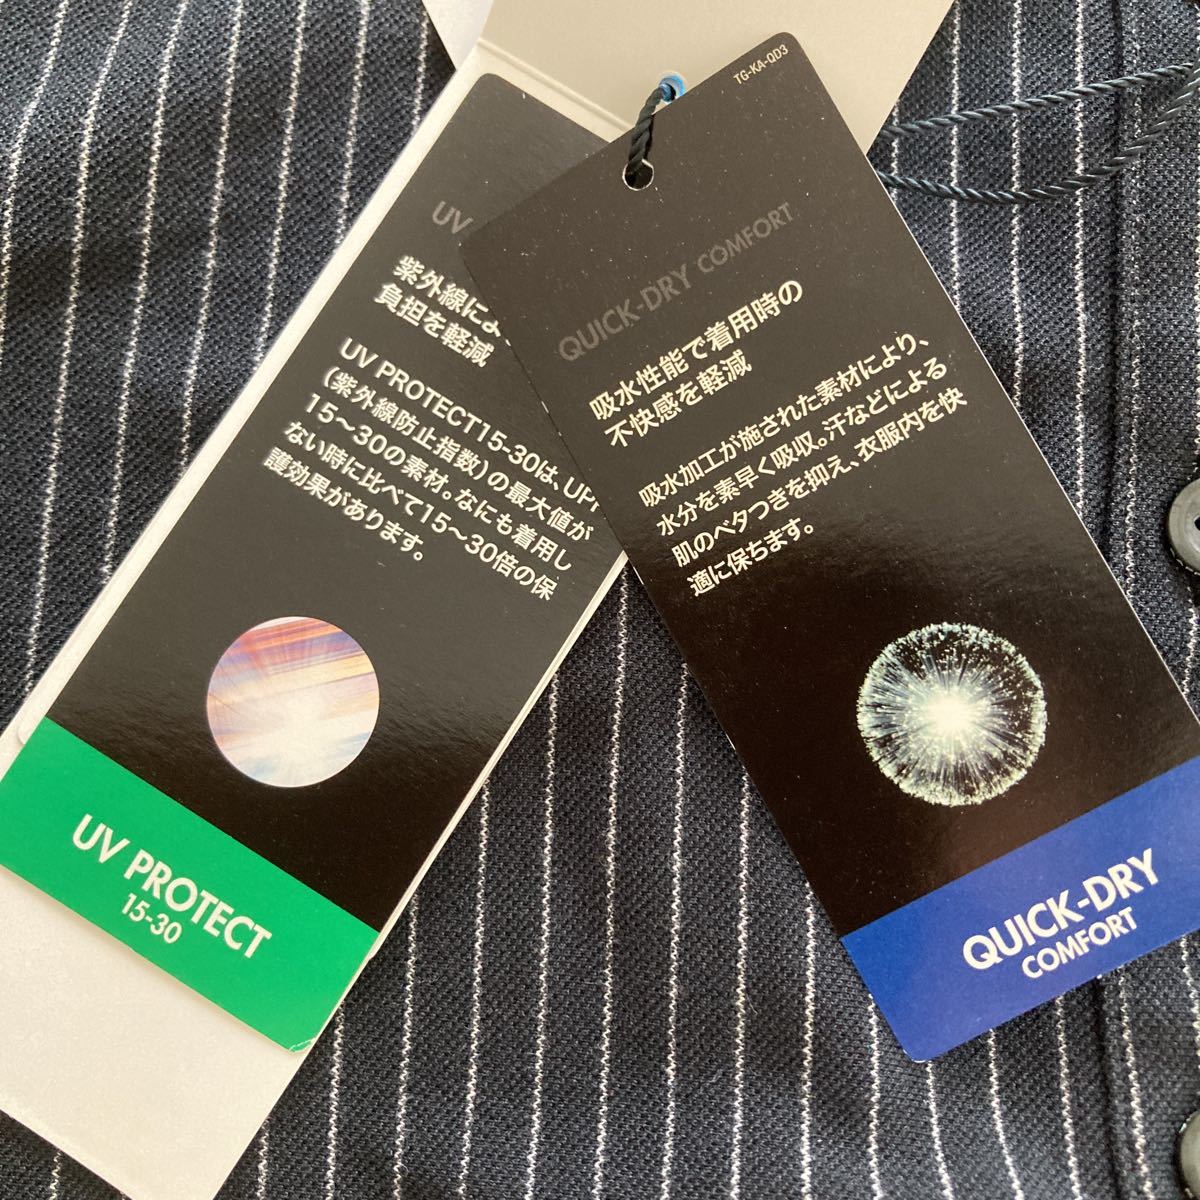 UV
紫外線によ
負担を軽減
UV PROTECT15-30は、UP
(紫外線防止指数)の最大値が
15〜30の素材。なにも着用し
ない時に比べて15〜30倍の保
護効果があります。
UV PROTECT
15-30
TG-KA-QD3
QUICK-DRY COMFORT
吸水性能で着用時の
不快感を軽減
吸水加工が施された素材により、
水分を素早く吸収。汗などによる
肌のベタつきを抑え、衣服内を快
適に保ちます。
QUICK-DRY
COMFORT